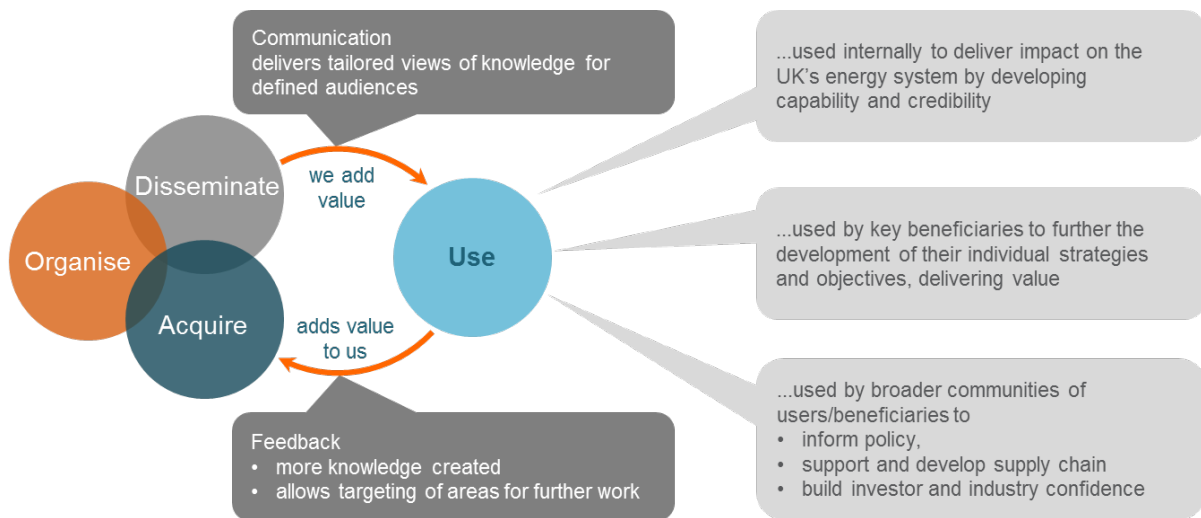 Communication
delivers tailored views of knowledge for
defined audiences
...used internally to deliver impact on the
UK's energy system by developing
capability and credibility
Disseminate
we add
value
Organise
Use
...used by key beneficiaries to further the
development of their individual strategies
and objectives, delivering value
Acquire
adds value
to us
Feedback
• more knowledge created
• allows targeting of areas for further work
...used by broader communities of
users/beneficiaries to
• inform policy,
• support and develop supply chain
• build investor and industry confidence